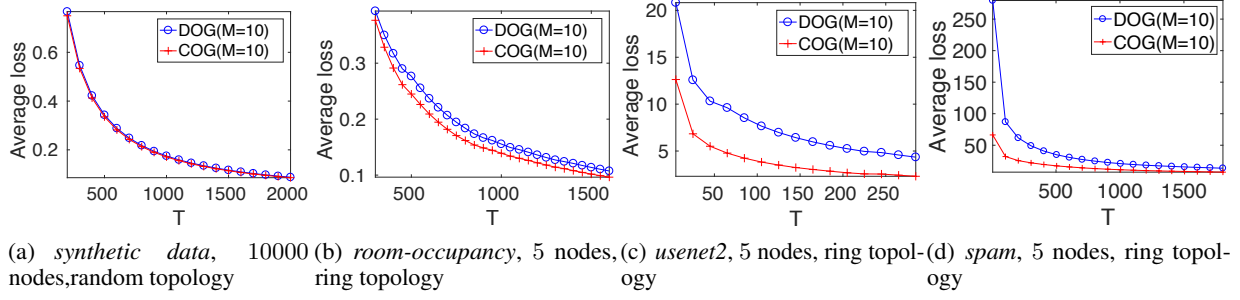 0.6
0.4
0.2
500
1000
1500
2000
Average loss
T
DOG(M=10)
COG(M=10)
0.3
0.2
0.1
500
1000
1500
Average loss
T
DOG(M=10)
COG(M=10)
20
15
10
5
50
100
150
200
250
Average loss
T
DOG(M=10)
COG(M=10)
250
200
150
100
50
500
1000
1500
Average loss
T
DOG(M=10)
COG(M=10)
(a) synthetic data, 10000
nodes,random topology
(b) room-occupancy, 5 nodes,
ring topology
(c) usenet2, 5 nodes, ring topol-
ogy
(d) spam, 5 nodes, ring topol-
ogy